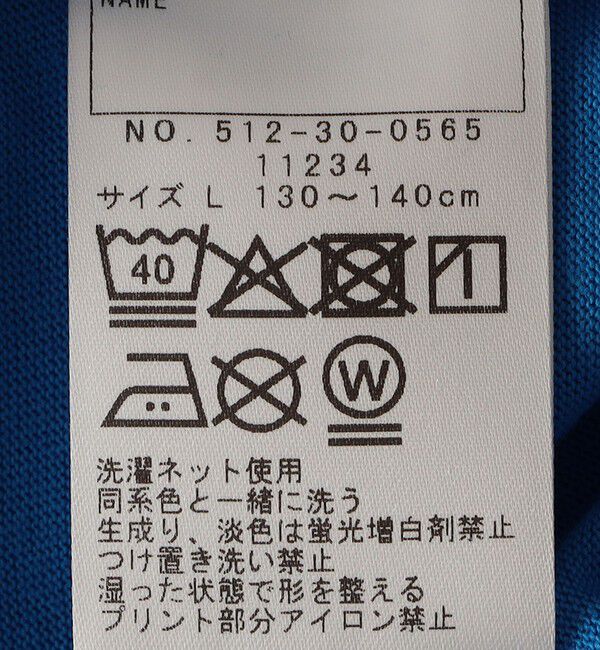 NAME
NO. 512-30-0565
11234
サイズ L 130〜140cm
40
W
洗濯ネット使用
同系色と一緒に洗う
生成り、淡色は蛍光増白剤禁止
つけ置き洗い禁止
湿った状態で形を整える
プリント部分アイロン禁止